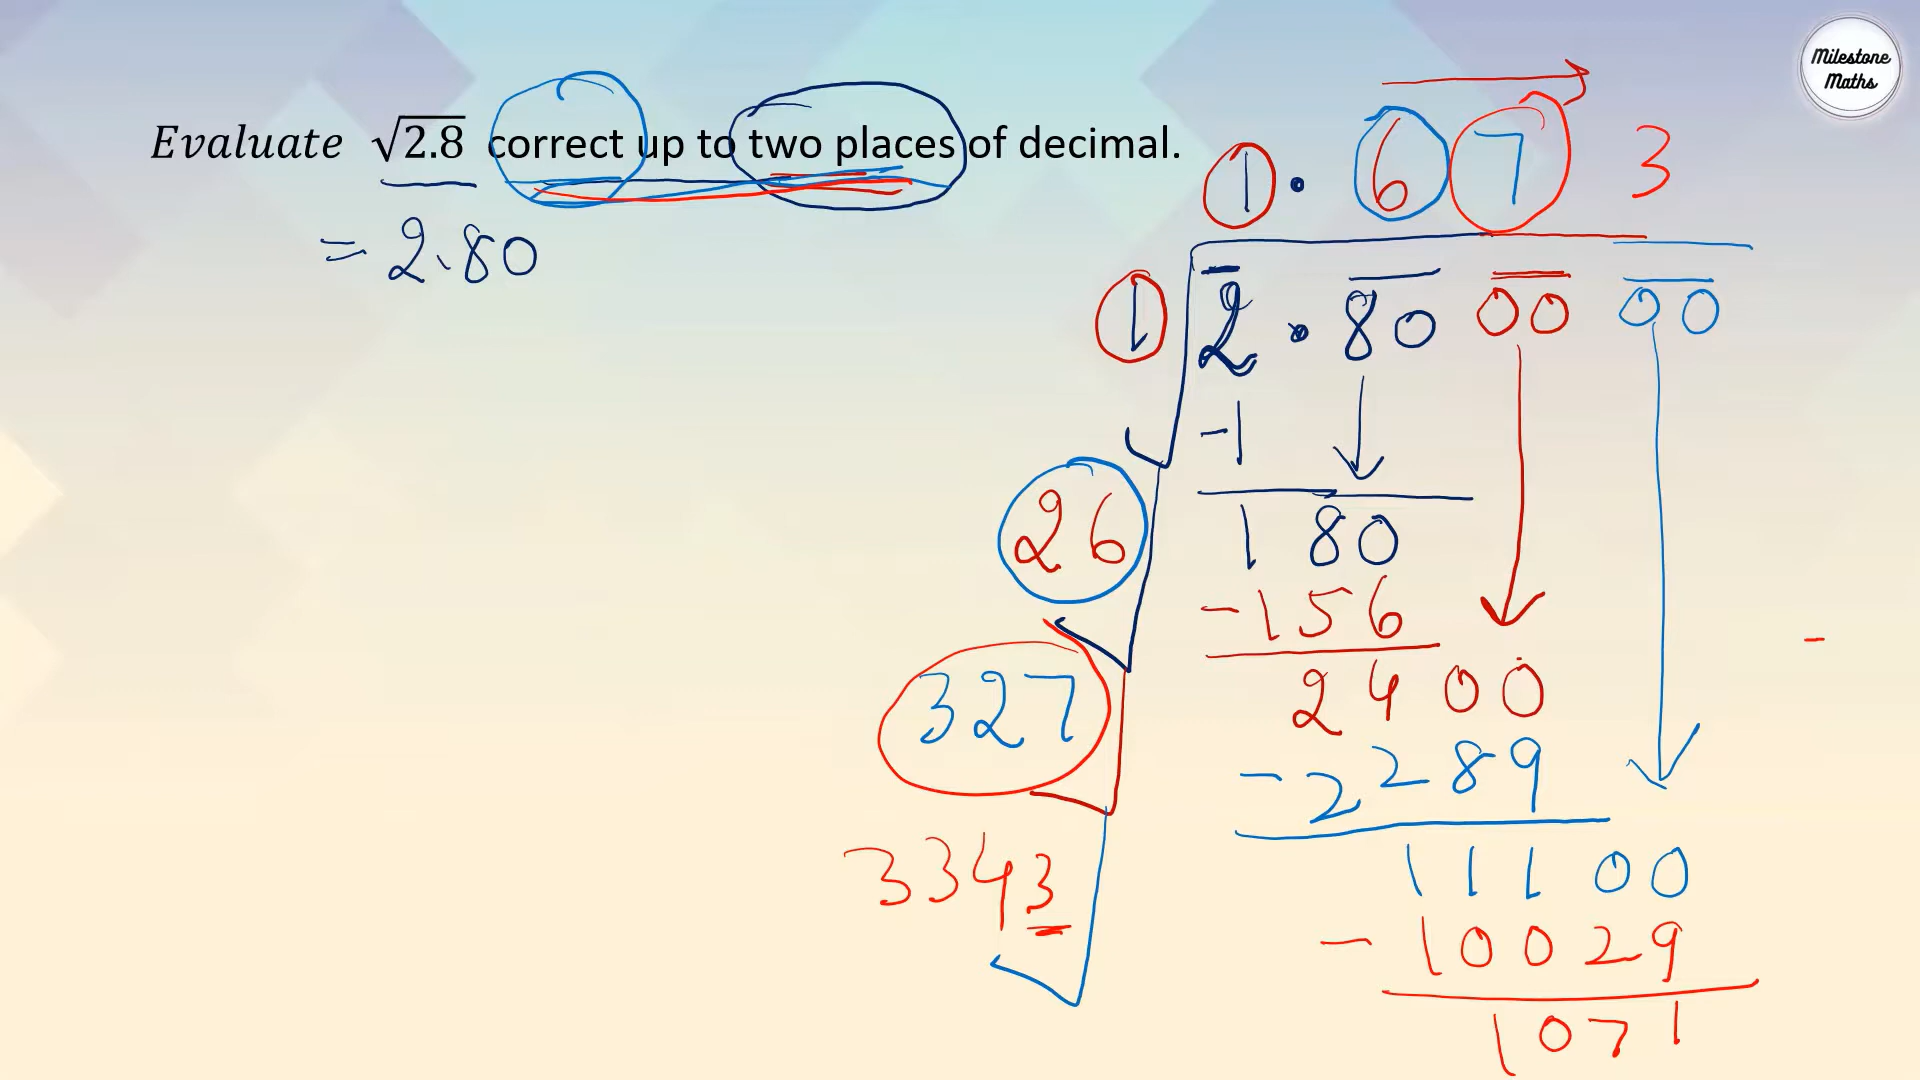 Milestone
Maths
Evaluate √2.8 correct up to two places of decimal.
= 2.80
1 . 6 7 3
1 2 . 80 00 00
-1
26 1 80
-156
327 2400
-2289
3343 11100
-10029
1071
-